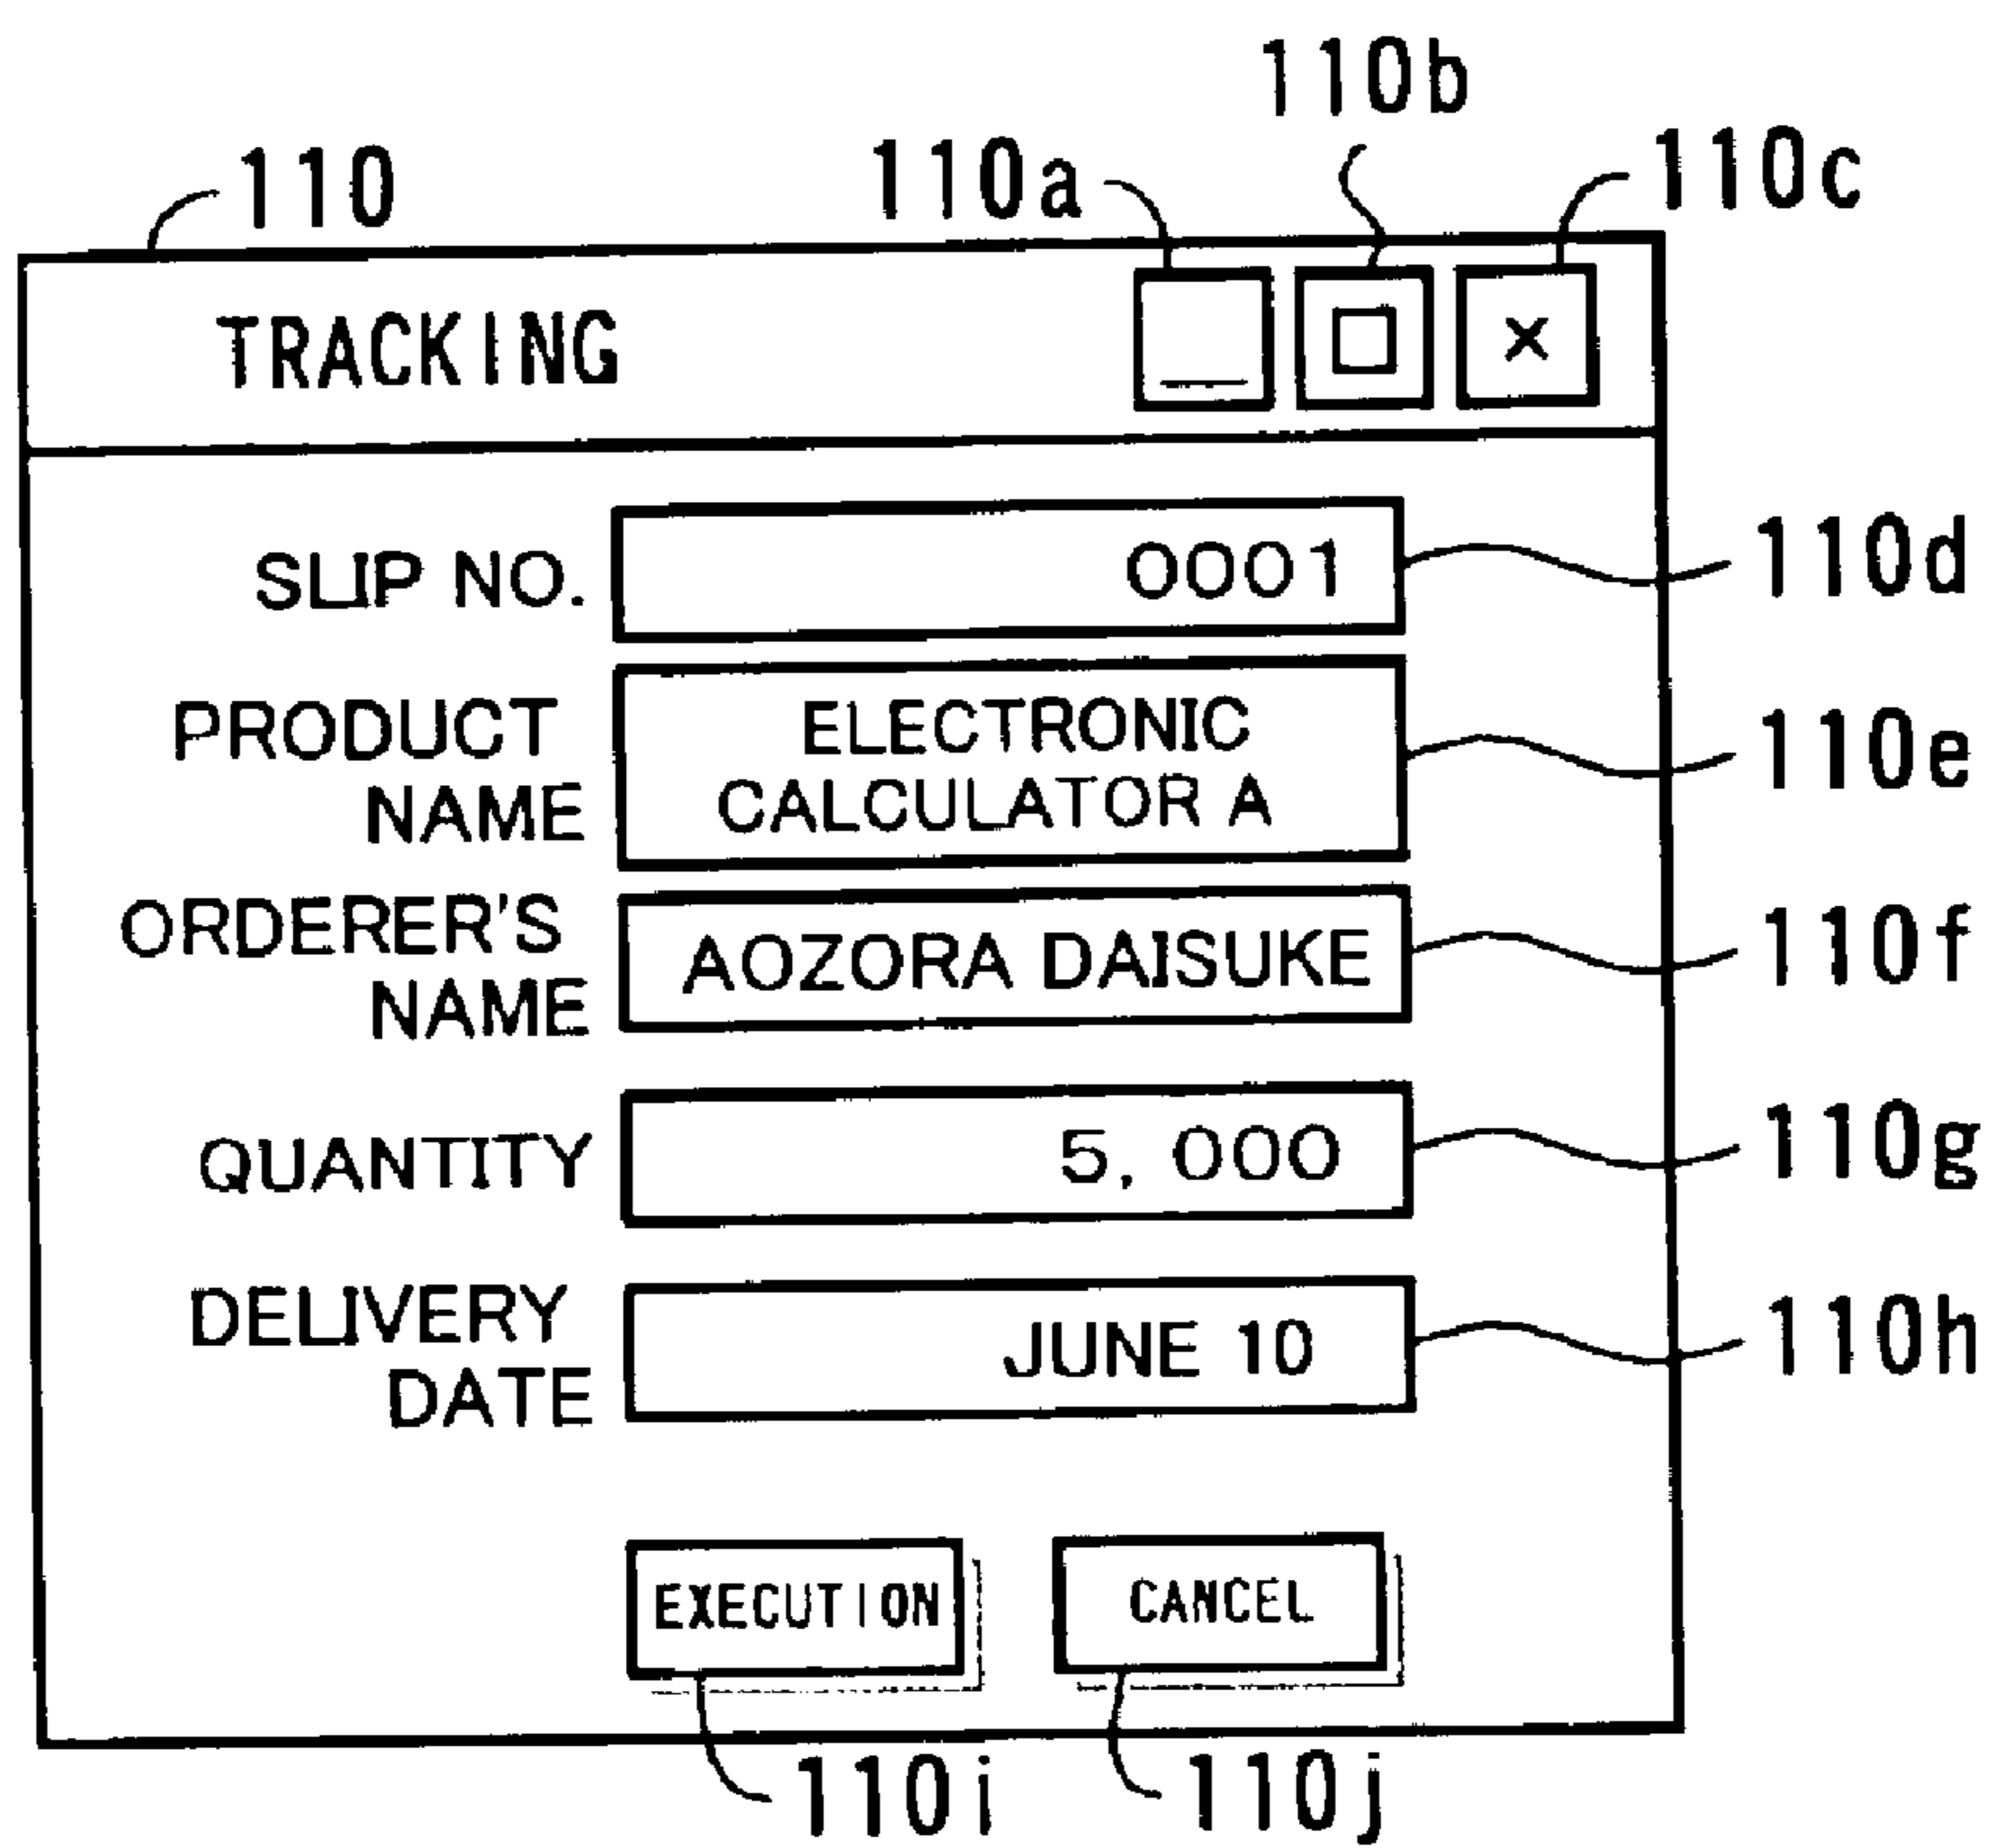 110b
110 110a 110c
TRACKING _ □ ×
SLIP NO. 0001 110d
PRODUCT NAME ELECTRONIC CALCULATOR A 110e
ORDERER'S NAME AOZORA DAISUKE 110f
QUANTITY 5,000 110g
DELIVERY DATE JUNE 10 110h
EXECUTION CANCEL
110i 110j